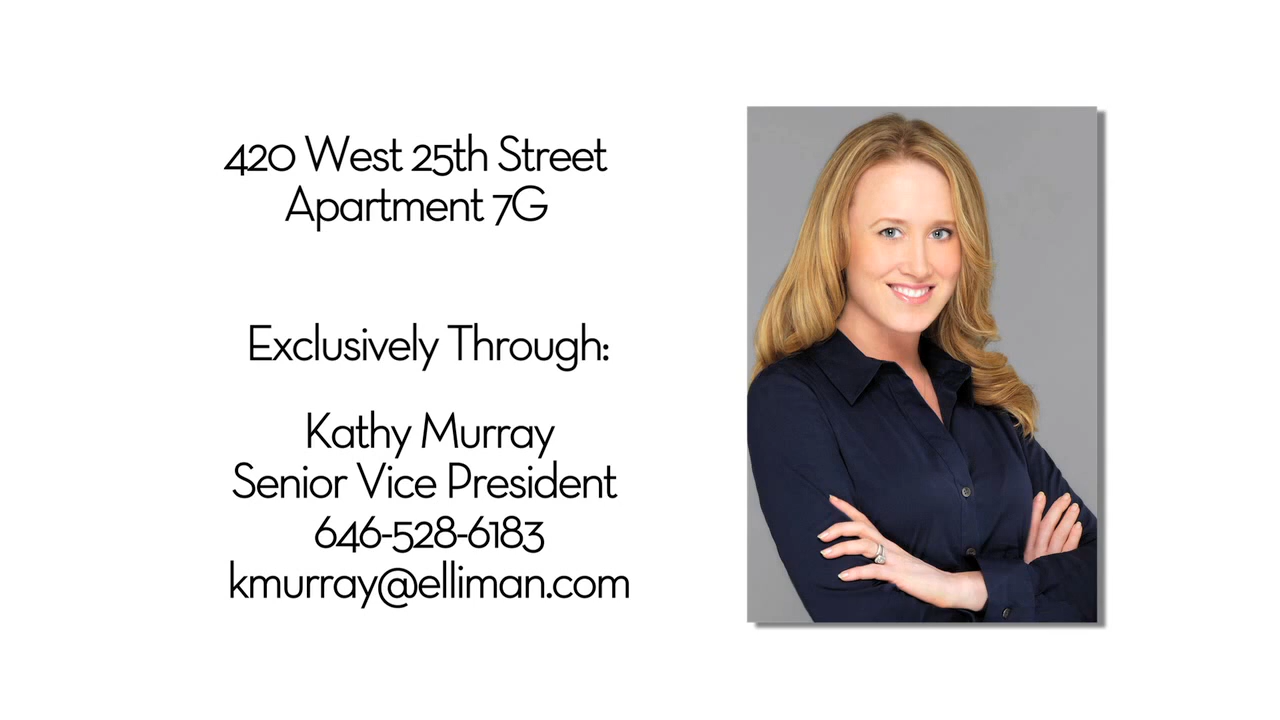 420 West 25th Street
Apartment 7G
Exclusively Through:
Kathy Murray
Senior Vice President
646-528-6183
kmurray@elliman.com